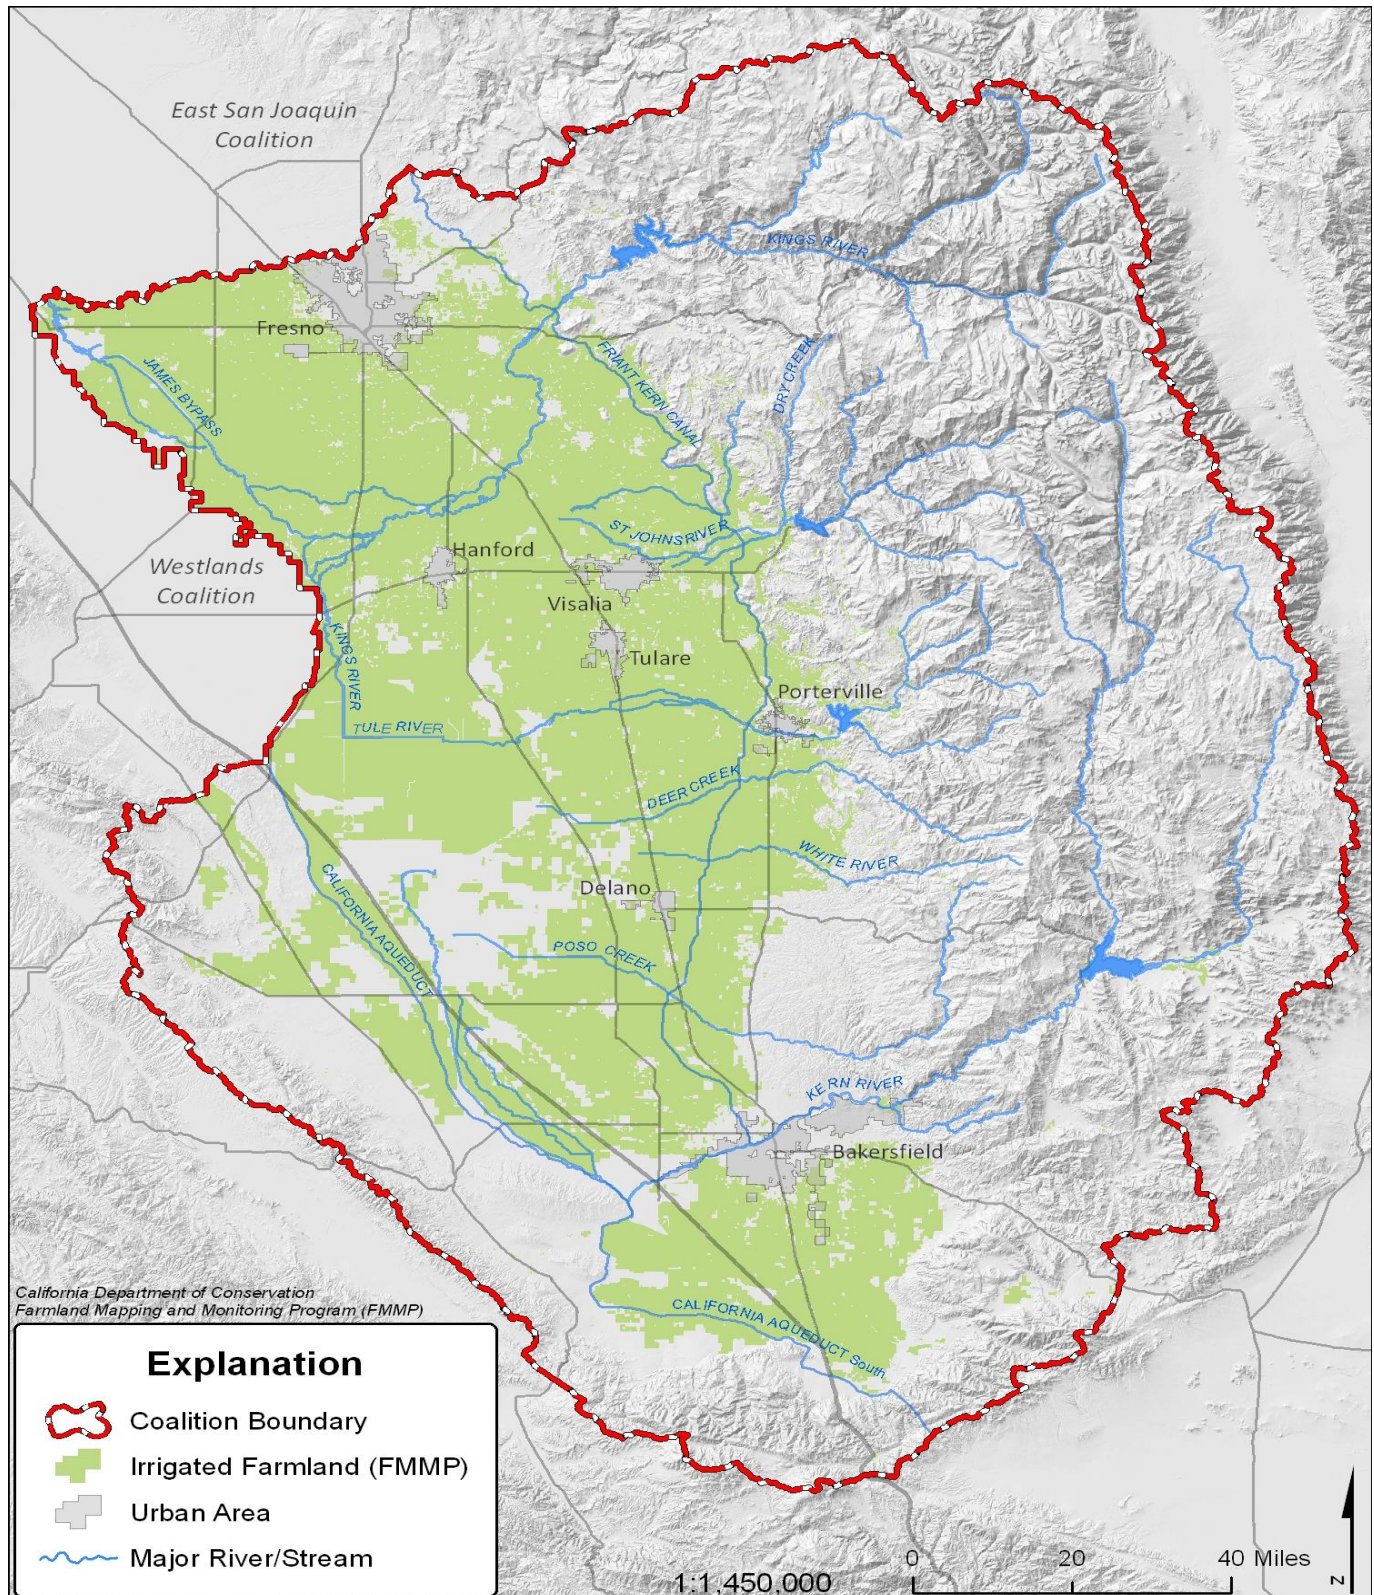 East San Joaquin
Coalition
KINGS RIVER
Fresno
FRIANT KERN CANAL
DRY CREEK
JAMES BYPASS
ST JOHNS RIVER
Hanford
Westlands
Coalition
Visalia
KINGS RIVER
Tulare
Porterville
TULE RIVER
DEER CREEK
WHITE RIVER
CALIFORNIA AQUEDUCT
Delano
POSO CREEK
KERN RIVER
Bakersfield
California Department of Conservation
Farmland Mapping and Monitoring Program (FMMP)
CALIFORNIA AQUEDUCT South
Explanation
Coalition Boundary
Irrigated Farmland (FMMP)
Urban Area
Major River/Stream
0 20 40 Miles
1:1,450,000
N